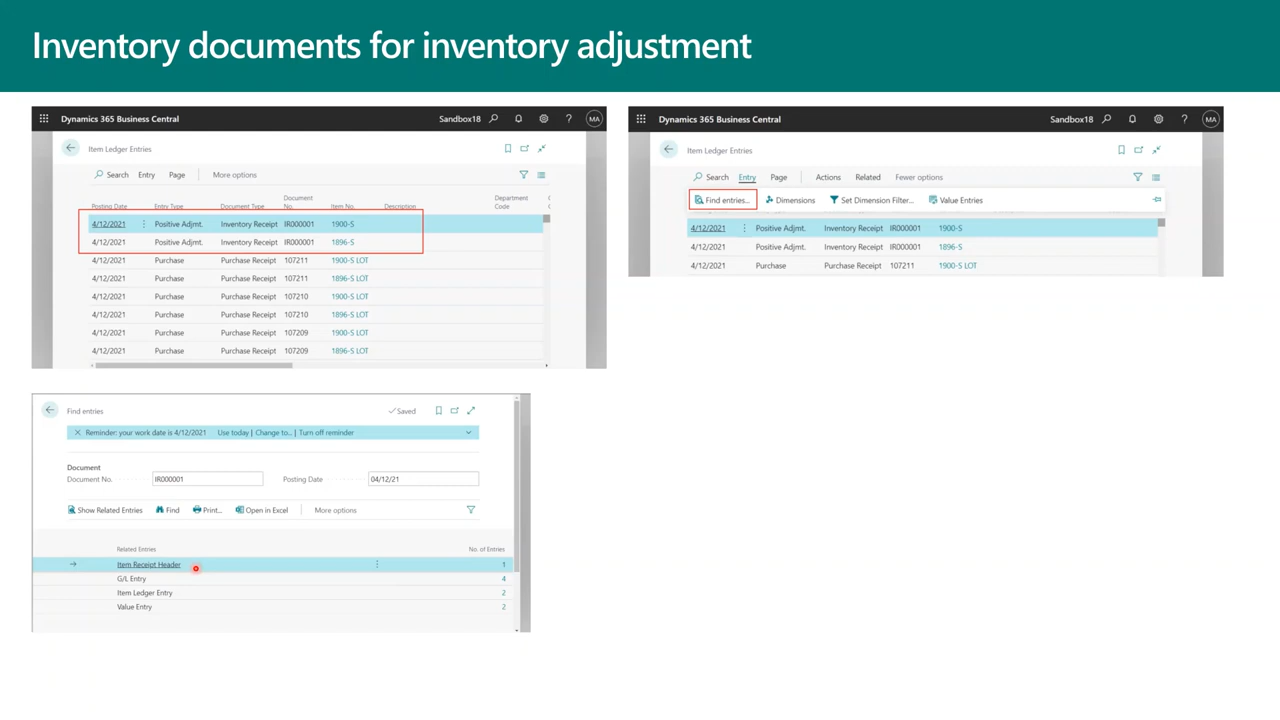 Inventory documents for inventory adjustment
Dynamics 365 Business Central Sandbox18 ? MA
Item Ledger Entries
Search Entry Page More options
Posting Date Entry Type Document Type Document No. Item No. Description Department Code
4/12/2021 Positive Adjmt. Inventory Receipt IR000001 1900-S
4/12/2021 Positive Adjmt. Inventory Receipt IR000001 1896-S
4/12/2021 Purchase Purchase Receipt 107211 1900-S LOT
4/12/2021 Purchase Purchase Receipt 107211 1896-S LOT
4/12/2021 Purchase Purchase Receipt 107210 1900-S LOT
4/12/2021 Purchase Purchase Receipt 107210 1896-S LOT
4/12/2021 Purchase Purchase Receipt 107209 1900-S LOT
4/12/2021 Purchase Purchase Receipt 107209 1896-S LOT
Dynamics 365 Business Central Sandbox18 ? MA
Item Ledger Entries
Search Entry Page Actions Related Fewer options
Find entries... Dimensions Set Dimension Filter... Value Entries
4/12/2021 Positive Adjmt. Inventory Receipt IR000001 1900-S
4/12/2021 Positive Adjmt. Inventory Receipt IR000001 1896-S
4/12/2021 Purchase Purchase Receipt 107211 1900-S LOT
Find entries Saved
Reminder: your work date is 4/12/2021 Use today | Change to... | Turn off reminder
Document
Document No. IR000001 Posting Date 04/12/21
Show Related Entries Find Print... Open in Excel More options
Related Entries No. of Entries
Item Receipt Header 1
G/L Entry 4
Item Ledger Entry 2
Value Entry 2